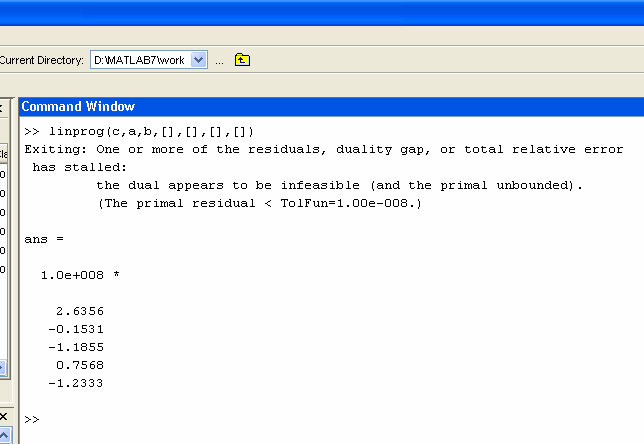 Current Directory: D:\MATLAB7\work ...
Command Window
>> linprog(c,a,b,[],[],[],[])
Exiting: One or more of the residuals, duality gap, or total relative error
has stalled:
the dual appears to be infeasible (and the primal unbounded).
(The primal residual < TolFun=1.00e-008.)
ans =
1.0e+008 *
2.6356
-0.1531
-1.1855
0.7568
-1.2333
>>